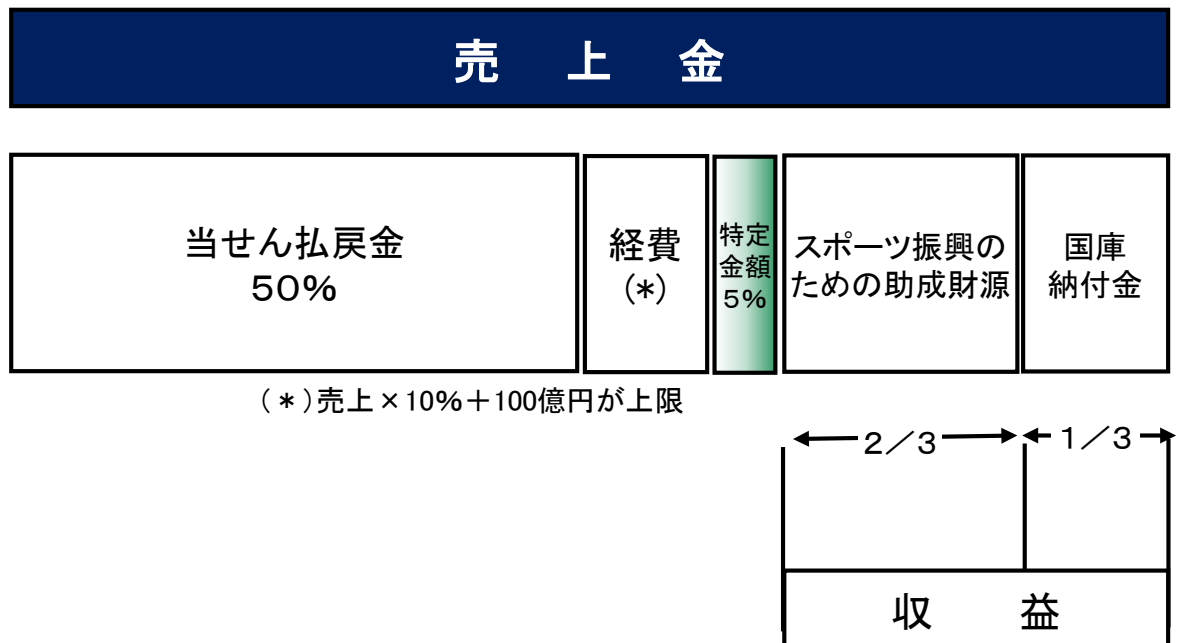 売 上 金
当せん払戻金
50%
経費
(*)
特定
金額
5%
スポーツ振興の
ための助成財源
国庫
納付金
(*)売上×10%+100億円が上限
2/3
1/3
収 益